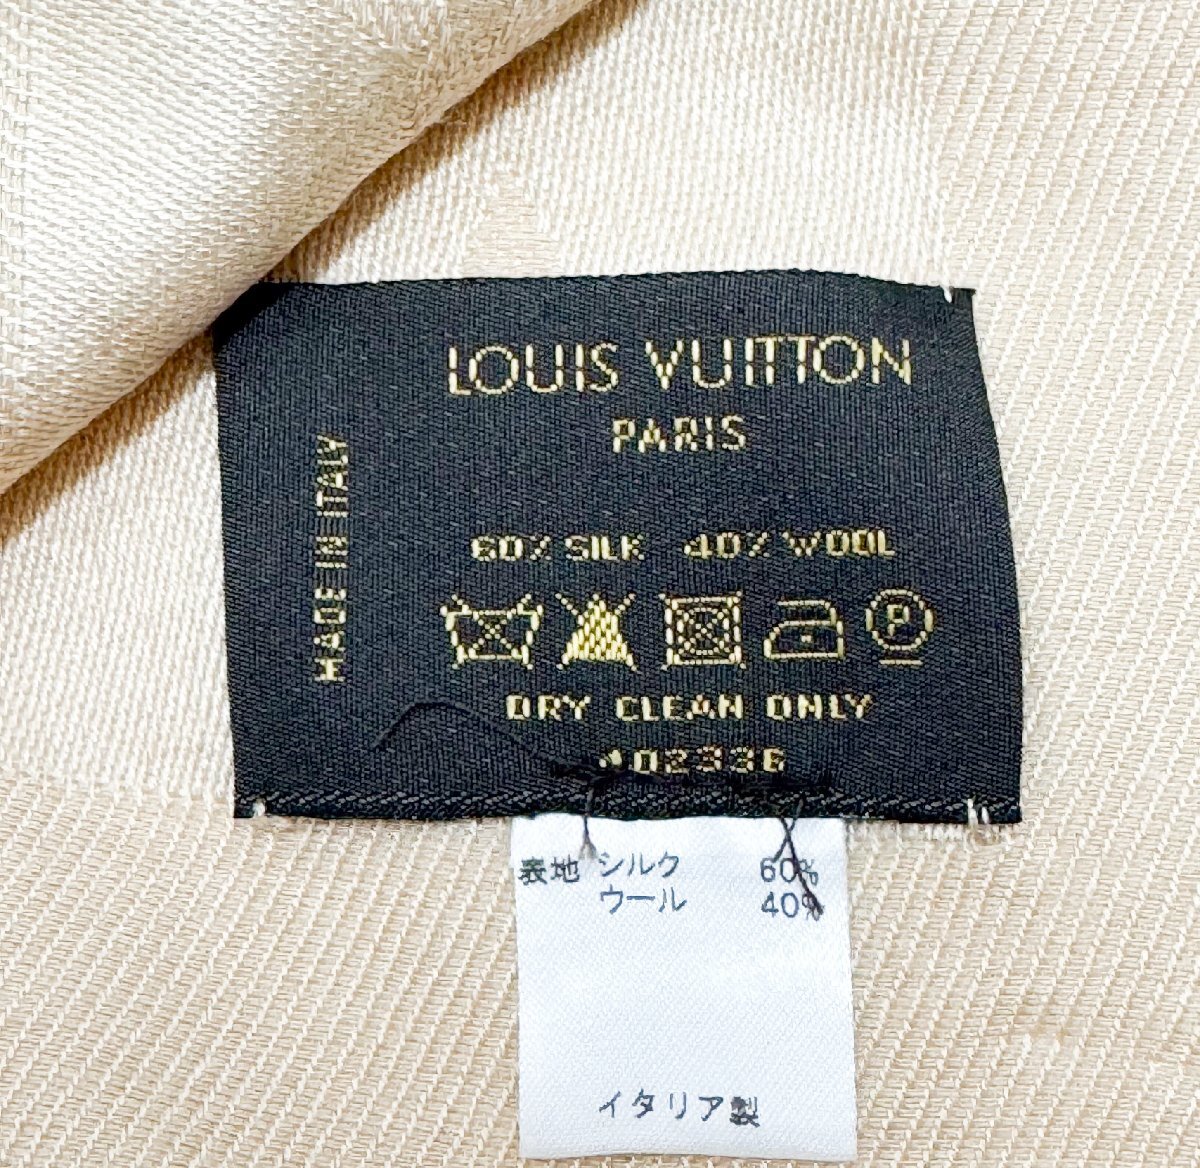 LOUIS VUITTON
PARIS
MADE IN ITALY
60% SILK 40% WOOL
P
DRY CLEAN ONLY
402336
表地 シルク 60%
ウール 40%
イタリア製